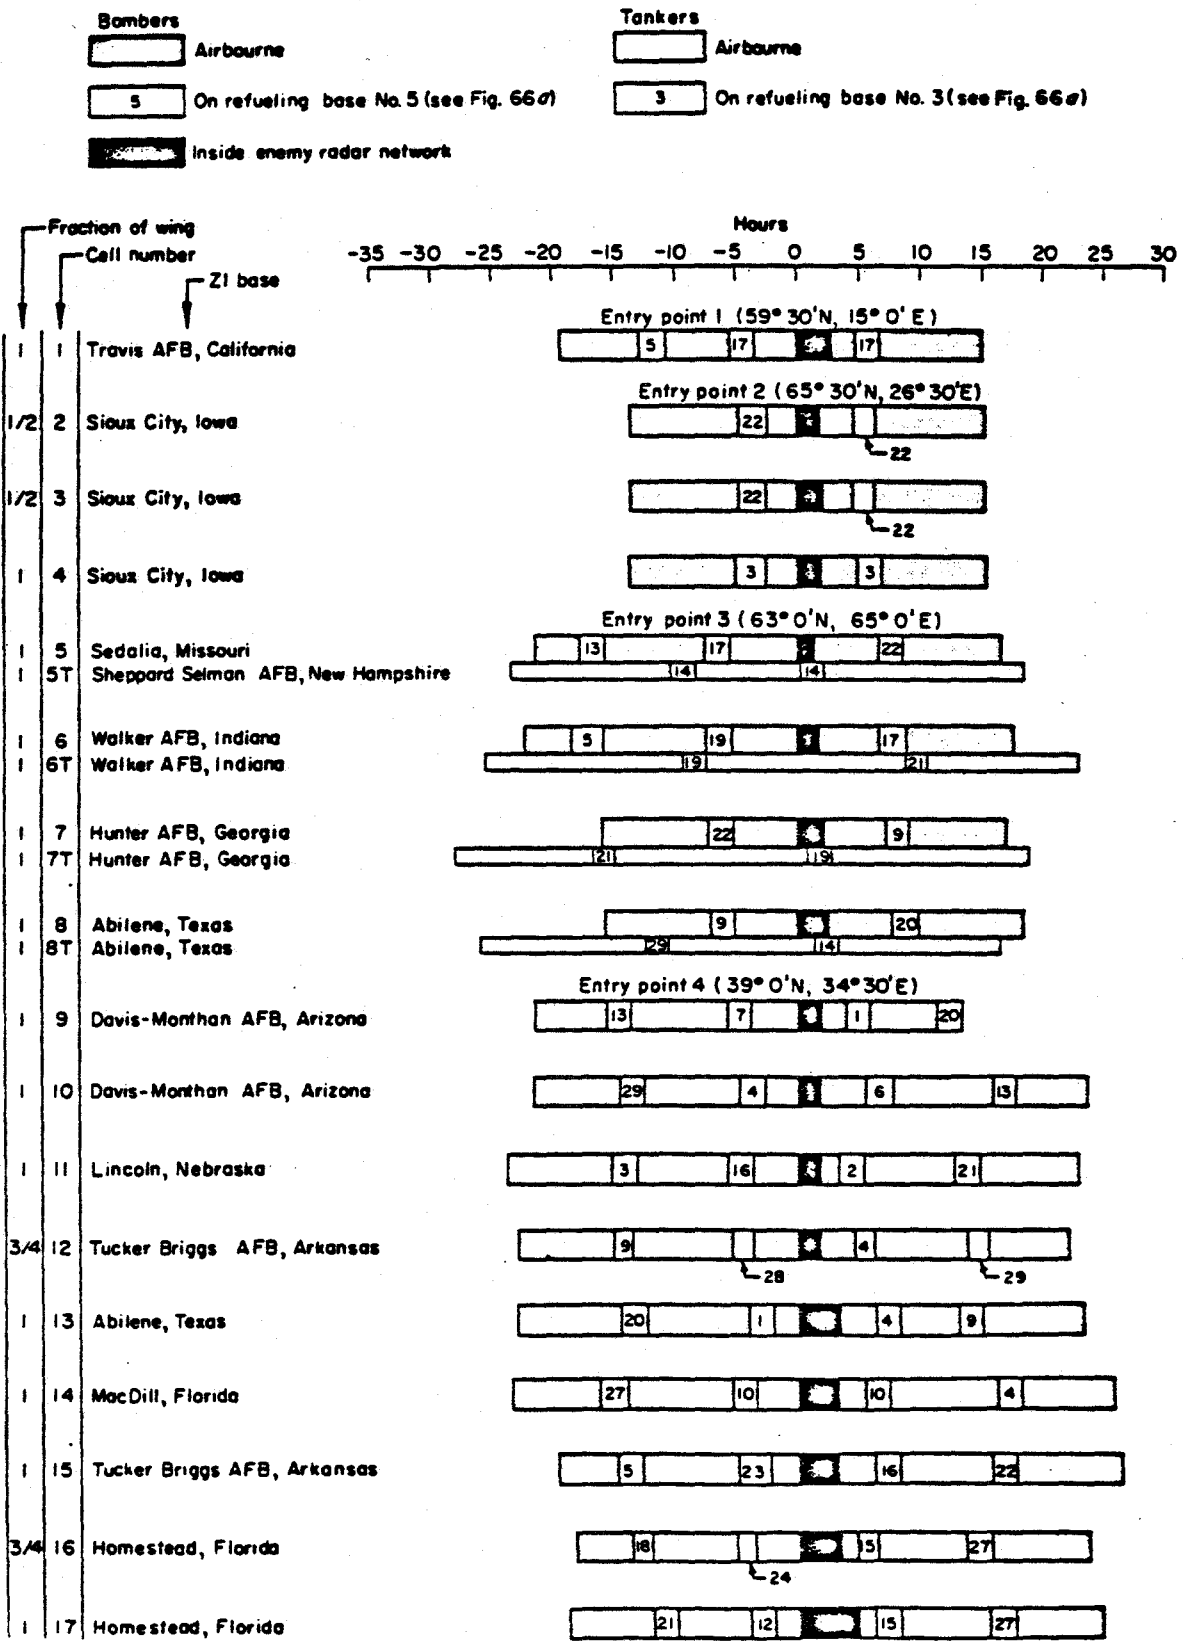 Bombers
Tankers
Airbourne
Airbourne
5 On refueling base No. 5 (see Fig. 66a)
3 On refueling base No. 3 (see Fig. 66a)
Inside enemy radar network
Fraction of wing
Cell number
ZI base
Hours
-35 -30 -25 -20 -15 -10 -5 0 5 10 15 20 25 30
Entry point 1 (59° 30'N, 15° 0' E)
1 1 Travis AFB, California 5 17 17
Entry point 2 (65° 30'N, 26° 30'E)
1/2 2 Sioux City, Iowa 22
22
1/2 3 Sioux City, Iowa 22
22
1 4 Sioux City, Iowa 3 3
Entry point 3 (63° 0'N, 65° 0'E)
1 5 Sedalia, Missouri 13 17 22
1 5T Sheppard Selman AFB, New Hampshire 14 14
1 6 Walker AFB, Indiana 5 19 17
1 6T Walker AFB, Indiana 19 21
1 7 Hunter AFB, Georgia 22 9
1 7T Hunter AFB, Georgia 21 19
1 8 Abilene, Texas 9 20
1 8T Abilene, Texas 29 14
Entry point 4 (39° 0'N, 34° 30'E)
1 9 Davis-Monthan AFB, Arizona 13 7 1 20
1 10 Davis-Monthan AFB, Arizona 29 4 6 13
1 11 Lincoln, Nebraska 3 16 2 21
3/4 12 Tucker Briggs AFB, Arkansas 9 4
28 29
1 13 Abilene, Texas 20 1 4 9
1 14 MacDill, Florida 27 10 10 4
1 15 Tucker Briggs AFB, Arkansas 5 23 16 22
3/4 16 Homestead, Florida 18 15 27
24
1 17 Homestead, Florida 21 12 15 27